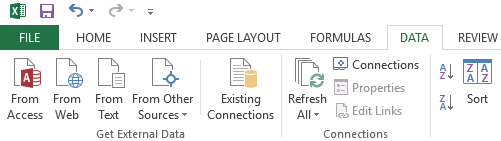 FILE HOME INSERT PAGE LAYOUT FORMULAS DATA REVIEW
From Access
From Web
From Text
From Other Sources
Existing Connections
Get External Data
Refresh All
Connections
Properties
Edit Links
Connections
A Z
Z A
Z A A Z
Sort